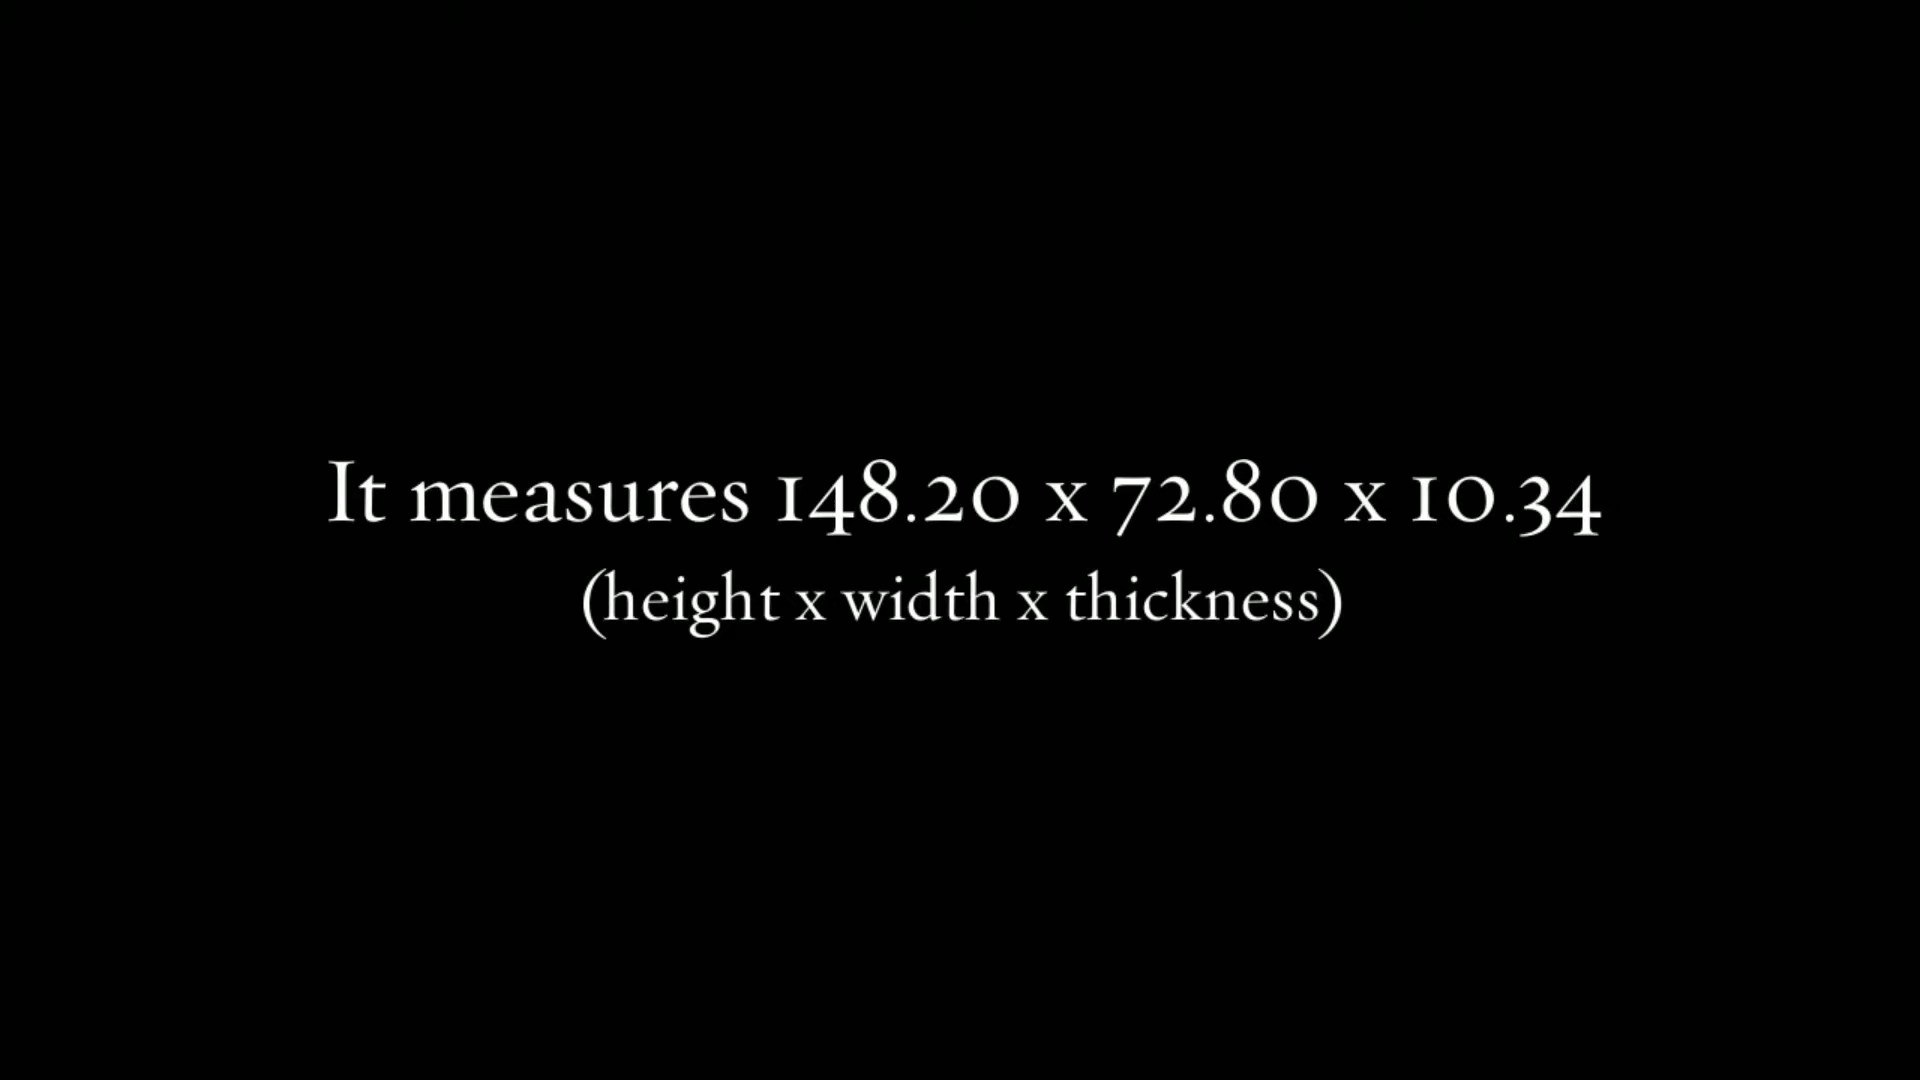 It measures 148.20 x 72.80 x 10.34
(height x width x thickness)